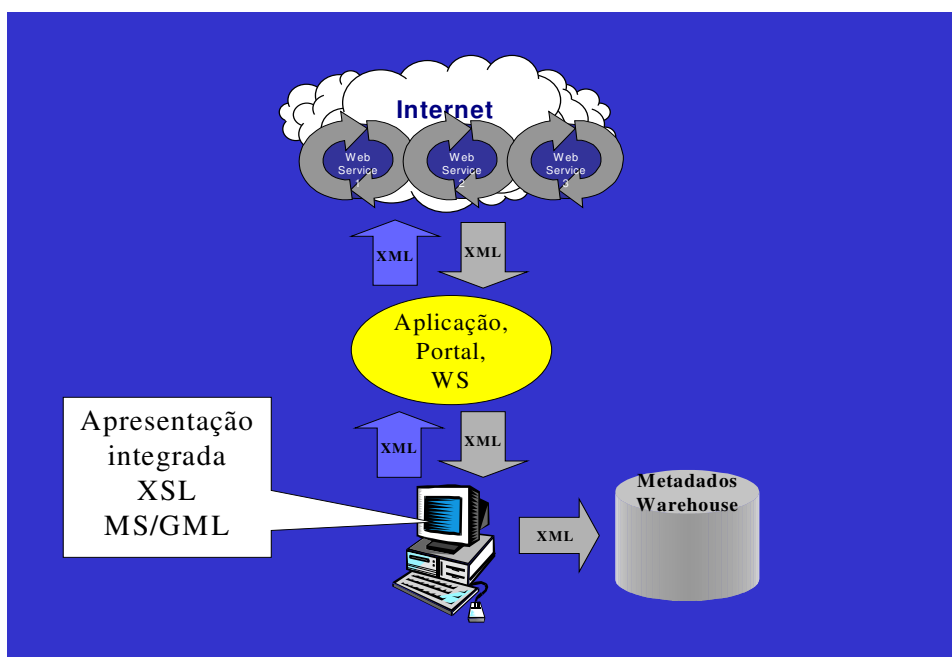 Internet
Web
Service
1
Web
Service
2
Web
Service
3
XML
XML
Aplicação,
Portal,
WS
Apresentação
integrada
XSL
MS/GML
XML
XML
XML
Metadados
Warehouse